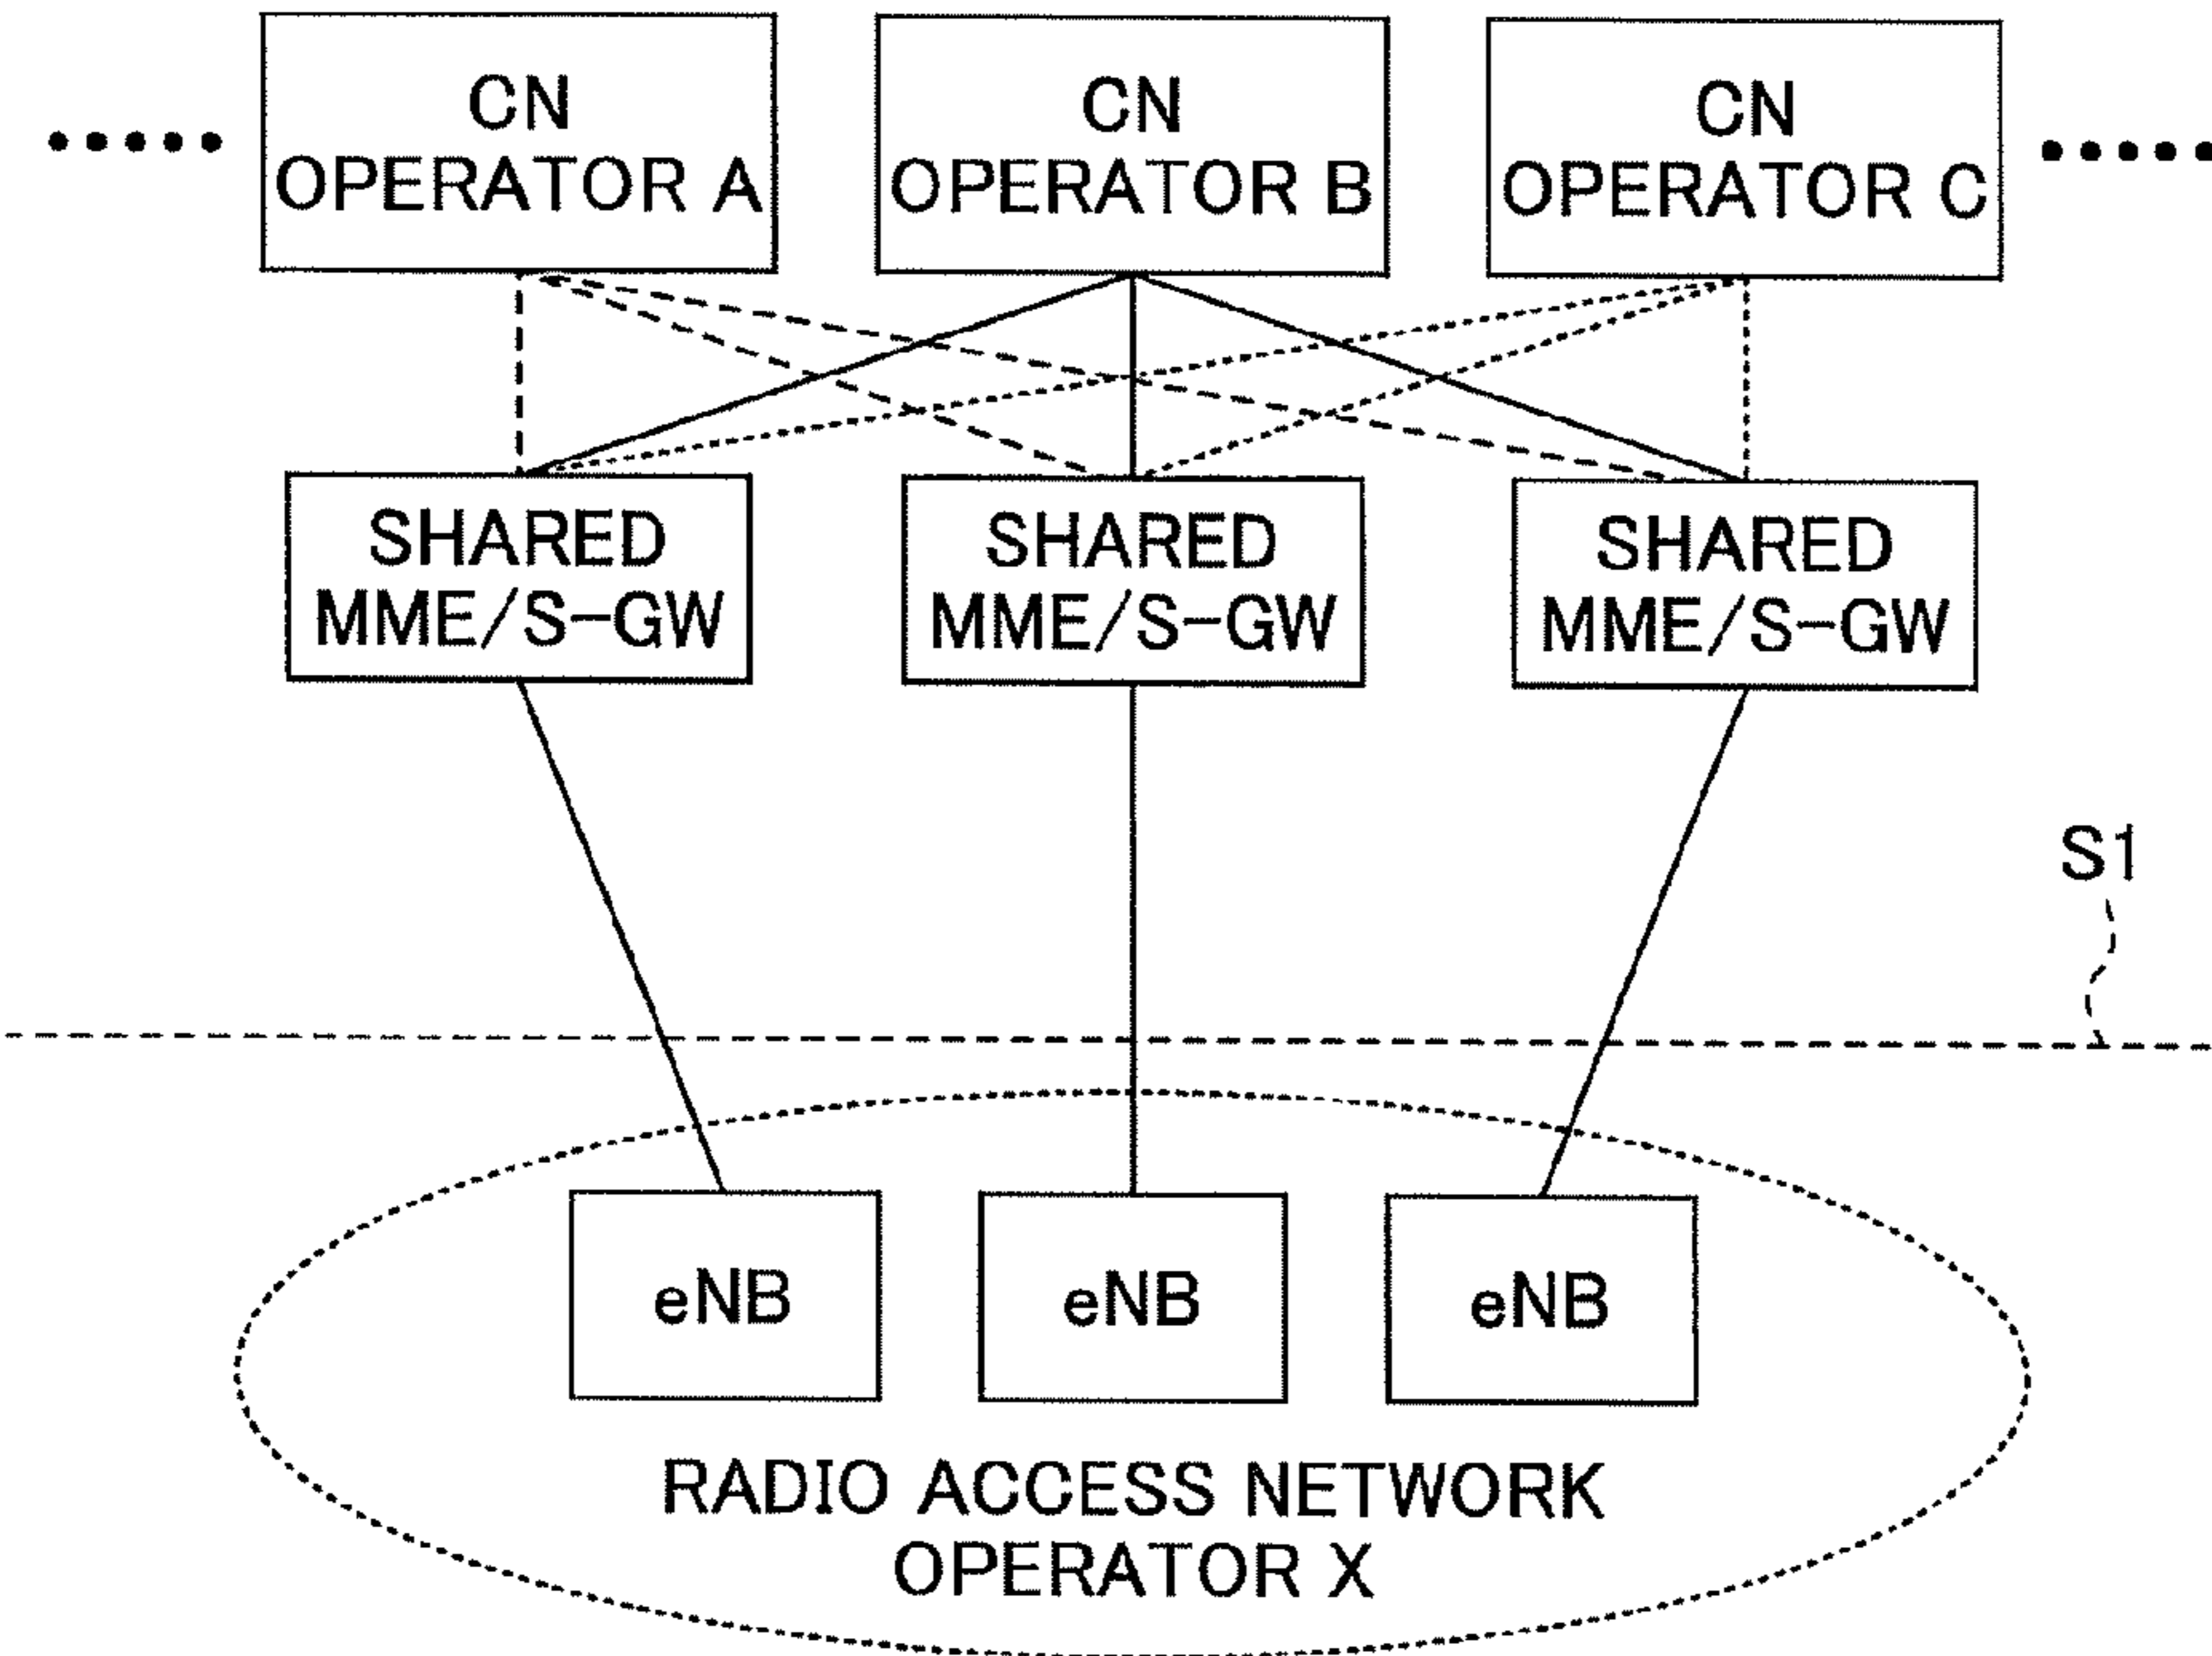 CN
OPERATOR A
CN
OPERATOR B
CN
OPERATOR C
SHARED
MME/S-GW
SHARED
MME/S-GW
SHARED
MME/S-GW
S1
eNB
eNB
eNB
RADIO ACCESS NETWORK
OPERATOR X